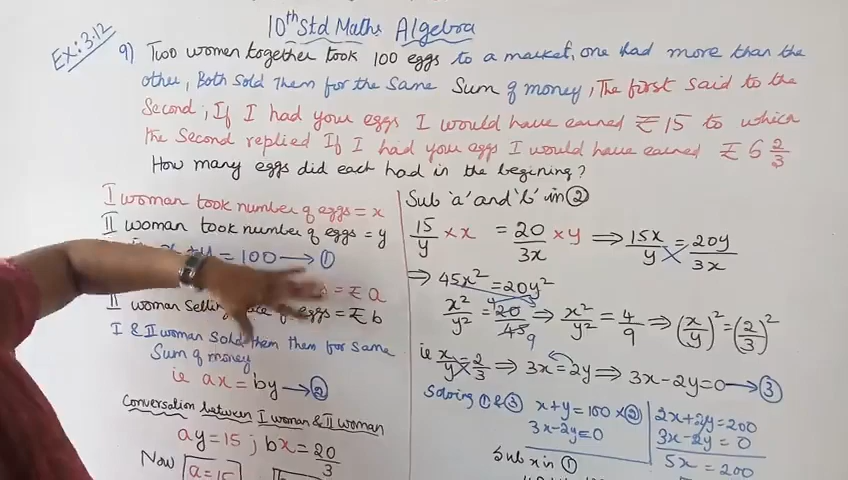 10th Std Maths Algebra
Ex: 3.12
9) Two women together took 100 eggs to a market, one had more than the
other, Both sold them for the same sum of money, The first said to the
Second, If I had your eggs I would have earned ₹ 15 to which
the Second replied If I had your eggs I would have earned ₹ 6 2/3
How many eggs did each had in the begining?
I woman took number of eggs = x
II woman took number of eggs = y
= 100 → ①
= ₹ a
II woman of eggs = ₹ b
I & II woman Sold them them for same
Sum of money
ie ax = by → ②
Conversation between I woman & II woman
ay = 15 ; bx = 20/3
Now a = 15
Sub 'a' and 'b' in ②
15/y × x = 20/3x × y ⇒ 15x/y = 20y/3x
⇒ 45x² = 20y²
x²/y² = 20/45 4 9 ⇒ x²/y² = 4/9 ⇒ (x/y)² = (2/3)²
ie x/y = 2/3 ⇒ 3x = 2y ⇒ 3x - 2y = 0 → ③
Solving ① & ③ x + y = 100 × ②
3x - 2y = 0
2x + 2y = 200
3x - 2y = 0
5x = 200
Sub x in ①